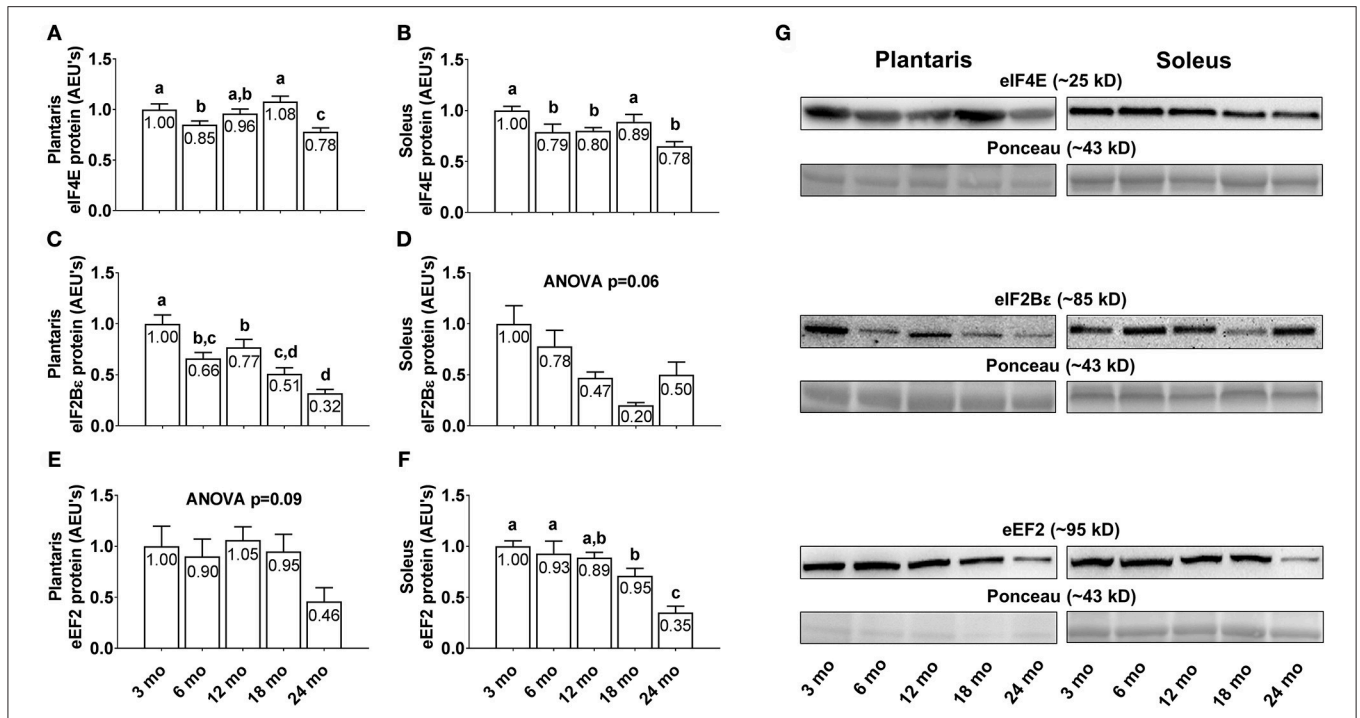 A
Plantaris
eIF4E protein (AEU's)
1.5
1.0
0.5
0.0
a
b
a,b
a
c
1.00
0.85
0.96
1.08
0.78
B
Soleus
eIF4E protein (AEU's)
1.5
1.0
0.5
0.0
a
b
b
a
b
1.00
0.79
0.80
0.89
0.78
C
Plantaris
eIF2Bε protein (AEU's)
1.5
1.0
0.5
0.0
a
b,c
b
c,d
d
1.00
0.66
0.77
0.51
0.32
D
Soleus
eIF2Bε protein (AEU's)
1.5
1.0
0.5
0.0
ANOVA p=0.06
1.00
0.78
0.47
0.20
0.50
E
Plantaris
eEF2 protein (AEU's)
1.5
1.0
0.5
0.0
ANOVA p=0.09
1.00
0.90
1.05
0.95
0.46
3 mo
6 mo
12 mo
18 mo
24 mo
F
Soleus
eEF2 protein (AEU's)
1.5
1.0
0.5
0.0
a
a
a,b
b
c
1.00
0.93
0.89
0.95
0.35
3 mo
6 mo
12 mo
18 mo
24 mo
G
Plantaris
Soleus
eIF4E (~25 kD)
Ponceau (~43 kD)
eIF2Bε (~85 kD)
Ponceau (~43 kD)
eEF2 (~95 kD)
Ponceau (~43 kD)
3 mo
6 mo
12 mo
18 mo
24 mo
3 mo
6 mo
12 mo
18 mo
24 mo